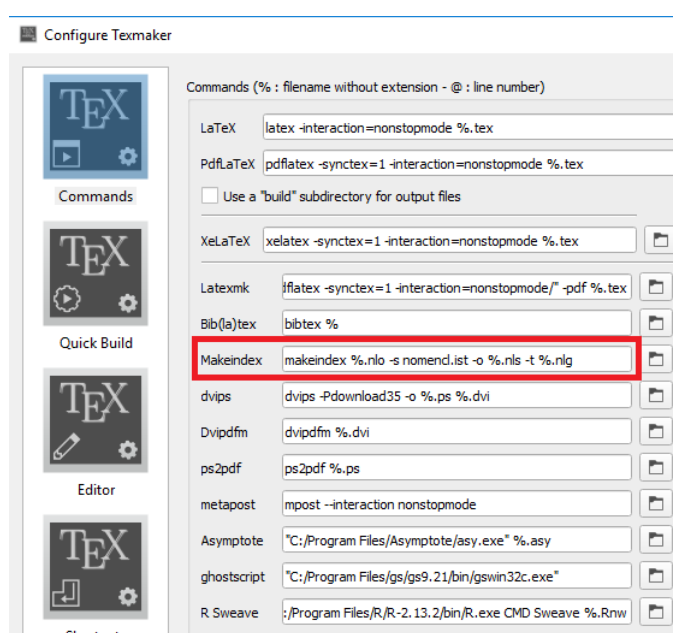 Configure Texmaker
TEX
Commands
TEX
Quick Build
TEX
Editor
TEX
Commands (% : filename without extension - @ : line number)
LaTeX latex -interaction=nonstopmode %.tex
PdfLaTeX pdflatex -synctex=1 -interaction=nonstopmode %.tex
Use a "build" subdirectory for output files
XeLaTeX xelatex -synctex=1 -interaction=nonstopmode %.tex
Latexmk flatex -synctex=1 -interaction=nonstopmode/" -pdf %.tex
Bib(la)tex bibtex %
Makeindex makeindex %.nlo -s nomencl.ist -o %.nls -t %.nlg
dvips dvips -Pdownload35 -o %.ps %.dvi
Dvipdfm dvipdfm %.dvi
ps2pdf ps2pdf %.ps
metapost mpost --interaction nonstopmode
Asymptote "C:/Program Files/Asymptote/asy.exe" %.asy
ghostscript "C:/Program Files/gs/gs9.21/bin/gswin32c.exe"
R Sweave :/Program Files/R/R-2.13.2/bin/R.exe CMD Sweave %.Rnw